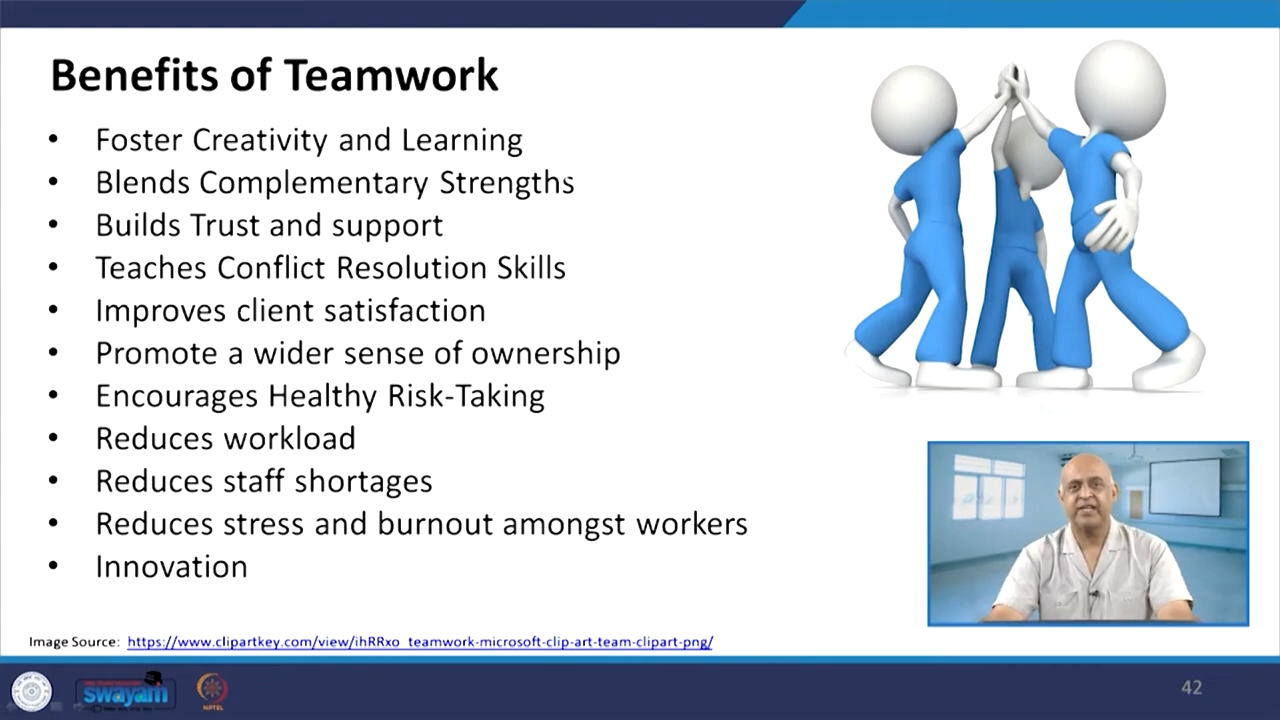 Benefits of Teamwork
• Foster Creativity and Learning
• Blends Complementary Strengths
• Builds Trust and support
• Teaches Conflict Resolution Skills
• Improves client satisfaction
• Promote a wider sense of ownership
• Encourages Healthy Risk-Taking
• Reduces workload
• Reduces staff shortages
• Reduces stress and burnout amongst workers
• Innovation
Image Source: https://www.clipartkey.com/view/ihRRxo_teamwork-microsoft-clip-art-team-clipart-png/
swayam
NPTEL
42